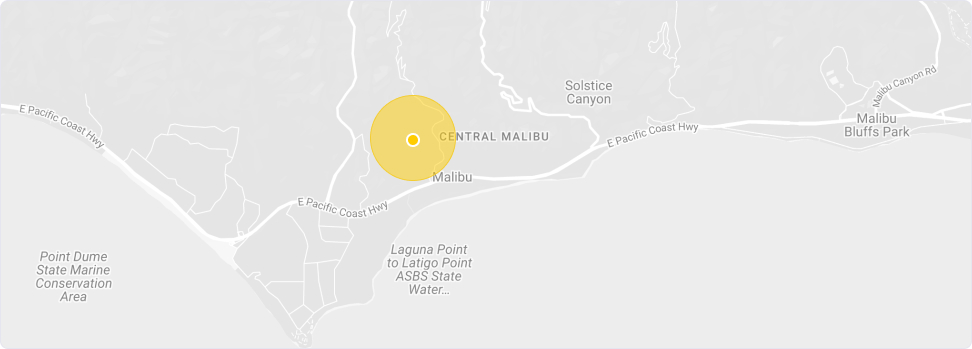 Solstice
Canyon
Malibu Canyon Rd
E Pacific Coast Hwy
Malibu
Bluffs Park
E Pacific Coast Hwy
CENTRAL MALIBU
Malibu
E Pacific Coast Hwy
Laguna Point
to Latigo Point
ASBS State
Water...
Point Dume
State Marine
Conservation
Area